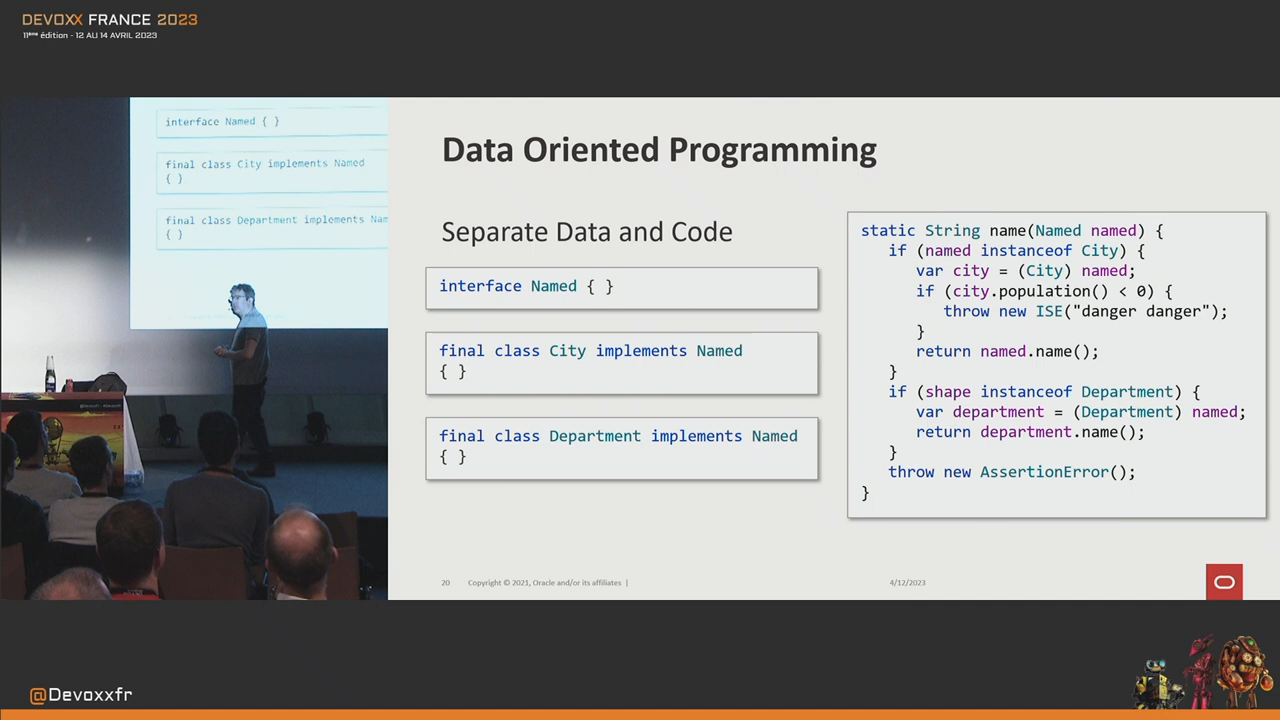 DEVOXX FRANCE 2023
11ème édition - 12 AU 14 AVRIL 2023
interface Named { }
final class City implements Named
{ }
final class Department implements Nam
{ }
Data Oriented Programming
Separate Data and Code
interface Named { }
final class City implements Named
{ }
final class Department implements Named
{ }
static String name(Named named) {
if (named instanceof City) {
var city = (City) named;
if (city.population() < 0) {
throw new ISE("danger danger");
}
return named.name();
}
if (shape instanceof Department) {
var department = (Department) named;
return department.name();
}
throw new AssertionError();
}
20 Copyright © 2021, Oracle and/or its affiliates |
4/12/2023
@Devoxxfr